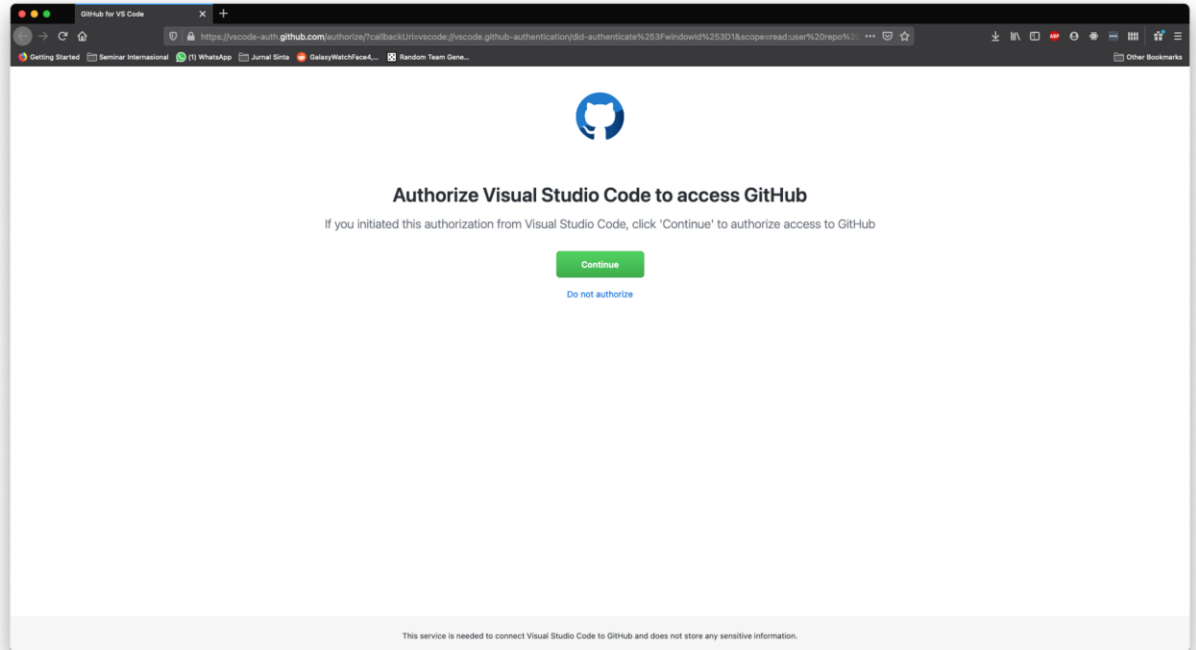 GitHub for VS Code
https://vscode-auth.github.com/authorize/?callbackUri=vscode://vscode.github-authentication/did-authenticate%253FwindowId%253D1&scope=read:user%20repo%2
Getting Started Seminar Internasional (1) WhatsApp Jurnal Sinta GalaxyWatchFace4,... Random Team Gene... Other Bookmarks
Authorize Visual Studio Code to access GitHub
If you initiated this authorization from Visual Studio Code, click 'Continue' to authorize access to GitHub
Continue
Do not authorize
This service is needed to connect Visual Studio Code to GitHub and does not store any sensitive information.